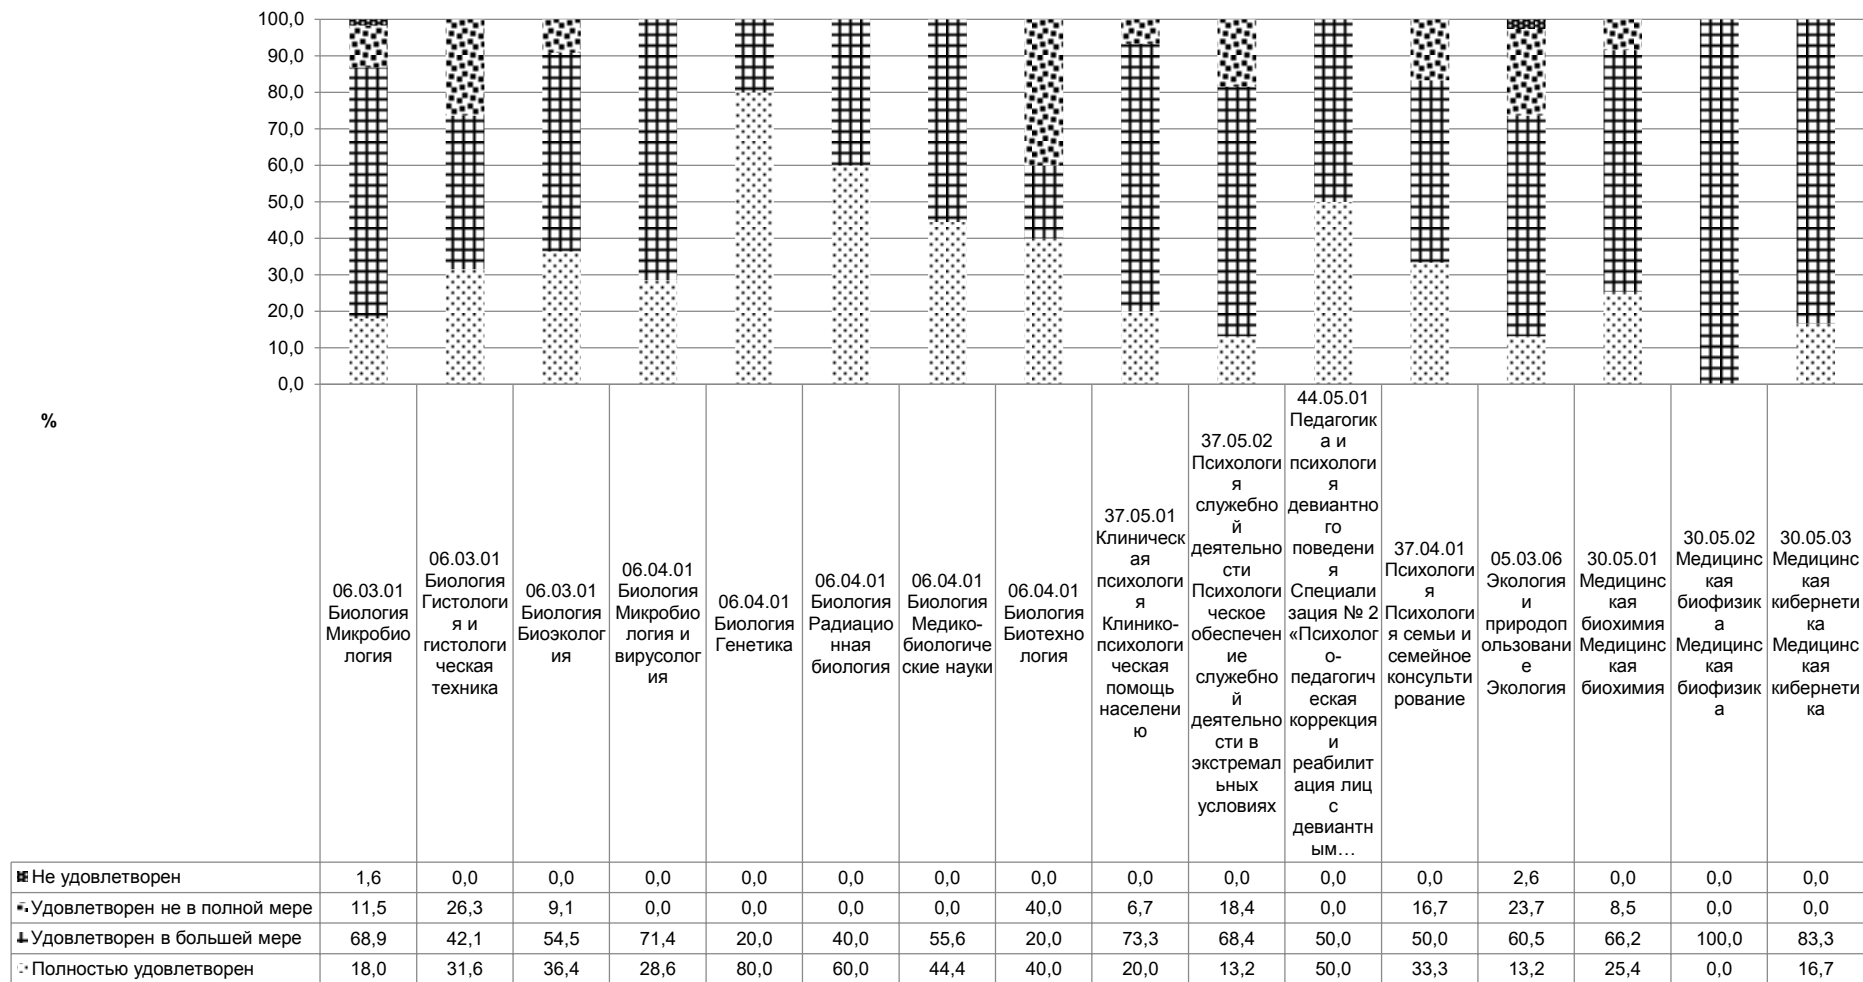 100,0
90,0
80,0
70,0
60,0
50,0
40,0
30,0
20,0
10,0
0,0
%
06.03.01
Биология
Микробио
логия
06.03.01
Биология
Гистологи
я и
гистологи
ческая
техника
06.03.01
Биология
Биоэколог
ия
06.04.01
Биология
Микробио
логия и
вирусолог
ия
06.04.01
Биология
Генетика
06.04.01
Биология
Радиацио
нная
биология
06.04.01
Биология
Медико-
биологиче
ские науки
06.04.01
Биология
Биотехно
логия
37.05.01
Клиническ
ая
психологи
я
Клинико-
психологи
ческая
помощь
населени
ю
37.05.02
Психологи
я
служебно
й
деятельно
сти
Психологи
ческое
обеспечен
ие
служебно
й
деятельно
сти в
экстремал
ьных
условиях
44.05.01
Педагогик
а и
психологи
я
девиантно
го
поведени
я
Специали
зация № 2
«Психолог
о-
педагогич
еская
коррекция
и
реабилит
ация лиц
с
девиантн
ым…
37.04.01
Психологи
я
Психологи
я семьи и
семейное
консульти
рование
05.03.06
Экология
и
природоп
ользовани
е
Экология
30.05.01
Медицинс
кая
биохимия
Медицинс
кая
биохимия
30.05.02
Медицинс
кая
биофизик
а
Медицинс
кая
биофизик
а
30.05.03
Медицинс
кая
кибернети
ка
Медицинс
кая
кибернети
ка
Не удовлетворен 1,6 0,0 0,0 0,0 0,0 0,0 0,0 0,0 0,0 0,0 0,0 0,0 2,6 0,0 0,0 0,0
Удовлетворен не в полной мере 11,5 26,3 9,1 0,0 0,0 0,0 0,0 40,0 6,7 18,4 0,0 16,7 23,7 8,5 0,0 0,0
Удовлетворен в большей мере 68,9 42,1 54,5 71,4 20,0 40,0 55,6 20,0 73,3 68,4 50,0 50,0 60,5 66,2 100,0 83,3
Полностью удовлетворен 18,0 31,6 36,4 28,6 80,0 60,0 44,4 40,0 20,0 13,2 50,0 33,3 13,2 25,4 0,0 16,7